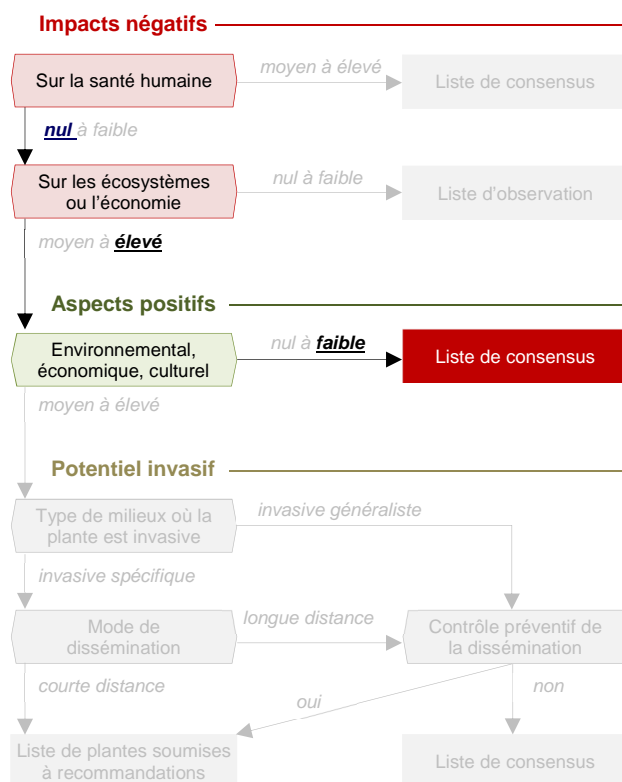 Impacts négatifs
Sur la santé humaine
moyen à élevé
Liste de consensus
nul à faible
Sur les écosystèmes
ou l'économie
nul à faible
Liste d'observation
moyen à élevé
Aspects positifs
Environnemental,
économique, culturel
nul à faible
Liste de consensus
moyen à élevé
Potentiel invasif
Type de milieux où la
plante est invasive
invasive généraliste
invasive spécifique
Mode de
dissémination
longue distance
Contrôle préventif de
la dissémination
courte distance
oui
non
Liste de plantes soumises
à recommandations
Liste de consensus